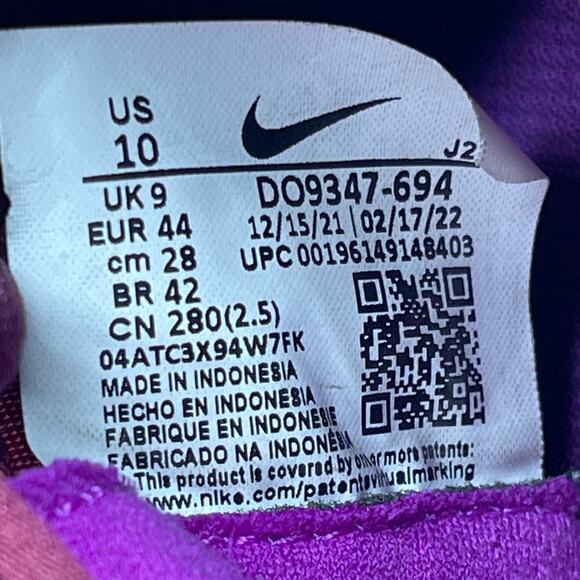 US
10
J2
UK 9
DO9347-694
EUR 44
12/15/21 | 02/17/22
cm 28
UPC 00196149148403
BR 42
CN 280(2.5)
04ATC3X94W7FK
MADE IN INDONESIA
HECHO EN INDONESIA
FABRIQUE EN INDONESIE
FABRICADO NA INDONESIA
This product is covered by or more patents:
www.nike.com/patentvirtualmarking